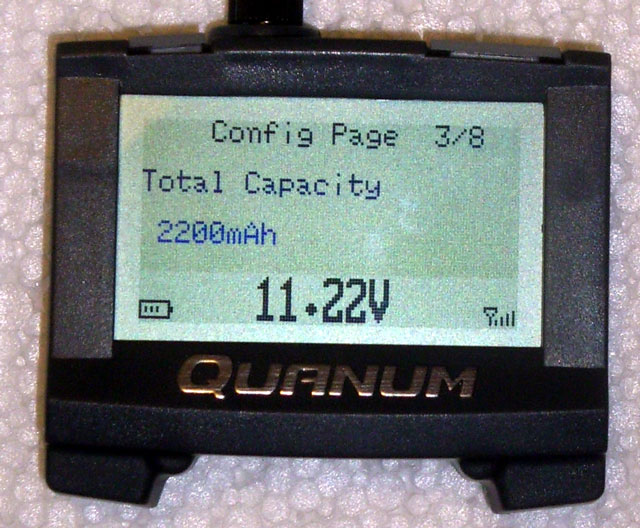 Config Page 3/8
Total Capacity
2200mAh
11.22V
QUANUM